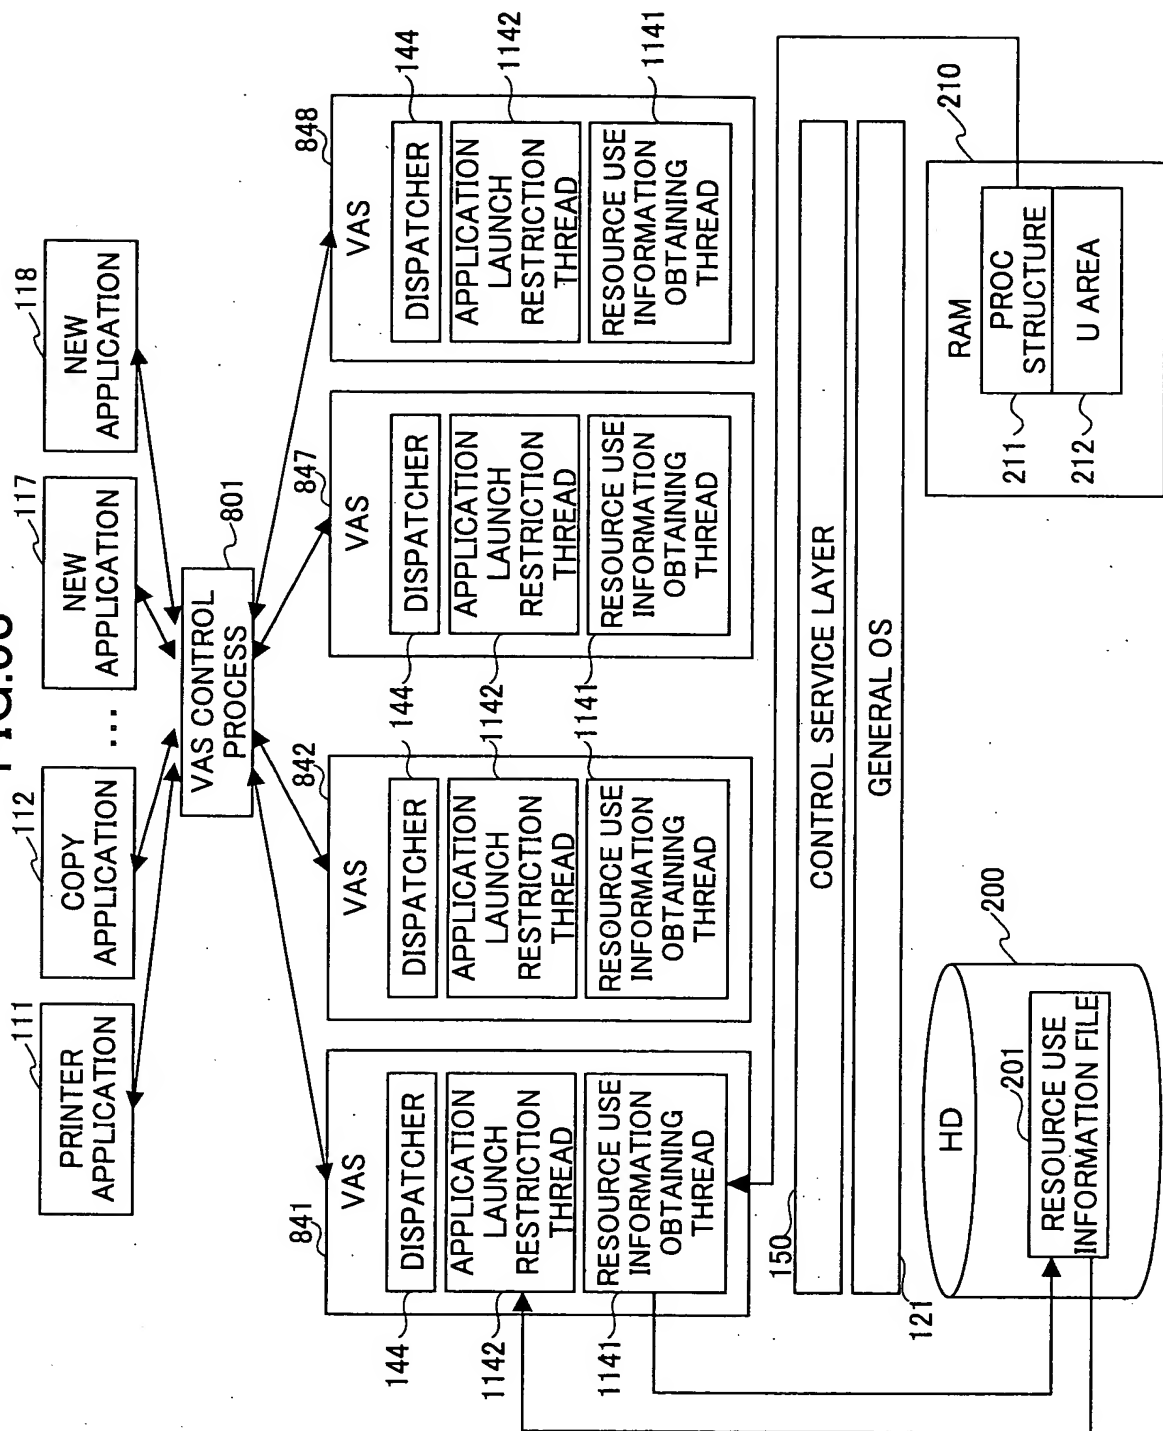 111
PRINTER
APPLICATION
112
COPY
APPLICATION
...
117
NEW
APPLICATION
118
NEW
APPLICATION
VAS CONTROL
PROCESS
801
841
VAS
144
DISPATCHER
1142
APPLICATION
LAUNCH
RESTRICTION
THREAD
1141
RESOURCE USE
INFORMATION
OBTAINING
THREAD
842
VAS
144
DISPATCHER
1142
APPLICATION
LAUNCH
RESTRICTION
THREAD
1141
RESOURCE USE
INFORMATION
OBTAINING
THREAD
847
VAS
144
DISPATCHER
1142
APPLICATION
LAUNCH
RESTRICTION
THREAD
1141
RESOURCE USE
INFORMATION
OBTAINING
THREAD
848
VAS
144
DISPATCHER
1142
APPLICATION
LAUNCH
RESTRICTION
THREAD
1141
RESOURCE USE
INFORMATION
OBTAINING
THREAD
150
CONTROL SERVICE LAYER
121
GENERAL OS
200
HD
201
RESOURCE USE
INFORMATION FILE
210
RAM
211
PROC
STRUCTURE
212
U AREA